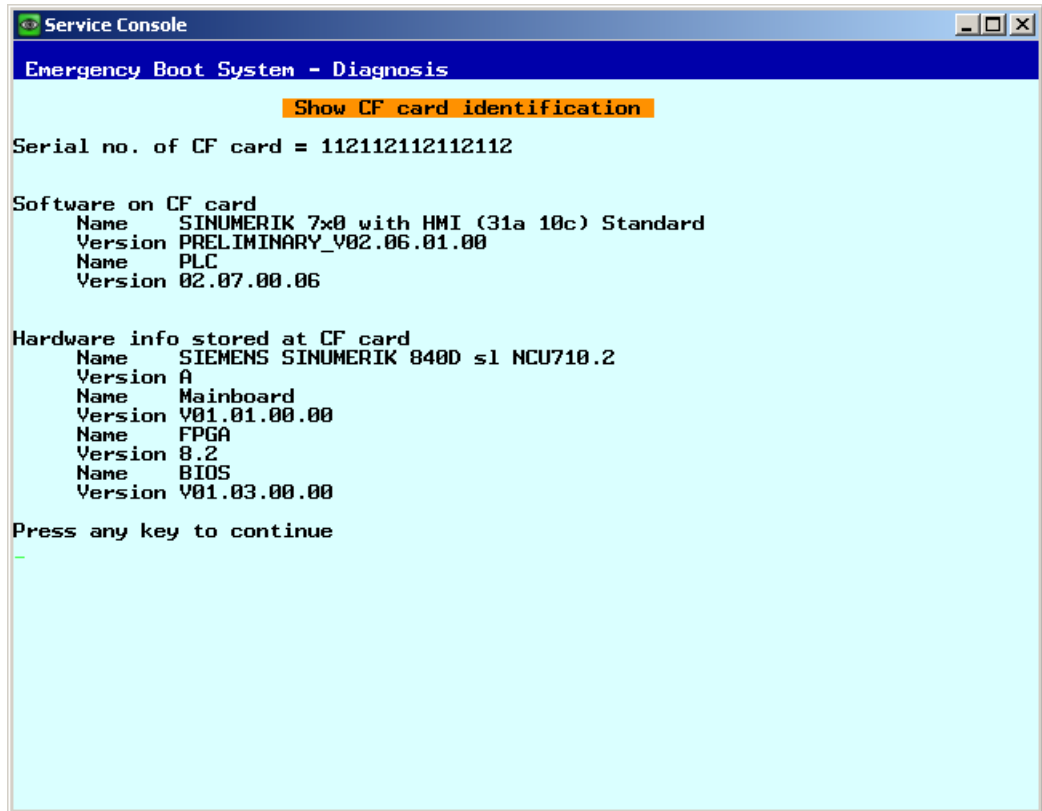 Service Console
Emergency Boot System - Diagnosis
Show CF card identification
Serial no. of CF card = 112112112112112
Software on CF card
Name SINUMERIK 7x0 with HMI (31a 10c) Standard
Version PRELIMINARY_V02.06.01.00
Name PLC
Version 02.07.00.06
Hardware info stored at CF card
Name SIEMENS SINUMERIK 840D sl NCU710.2
Version A
Name Mainboard
Version V01.01.00.00
Name FPGA
Version 8.2
Name BIOS
Version V01.03.00.00
Press any key to continue
_